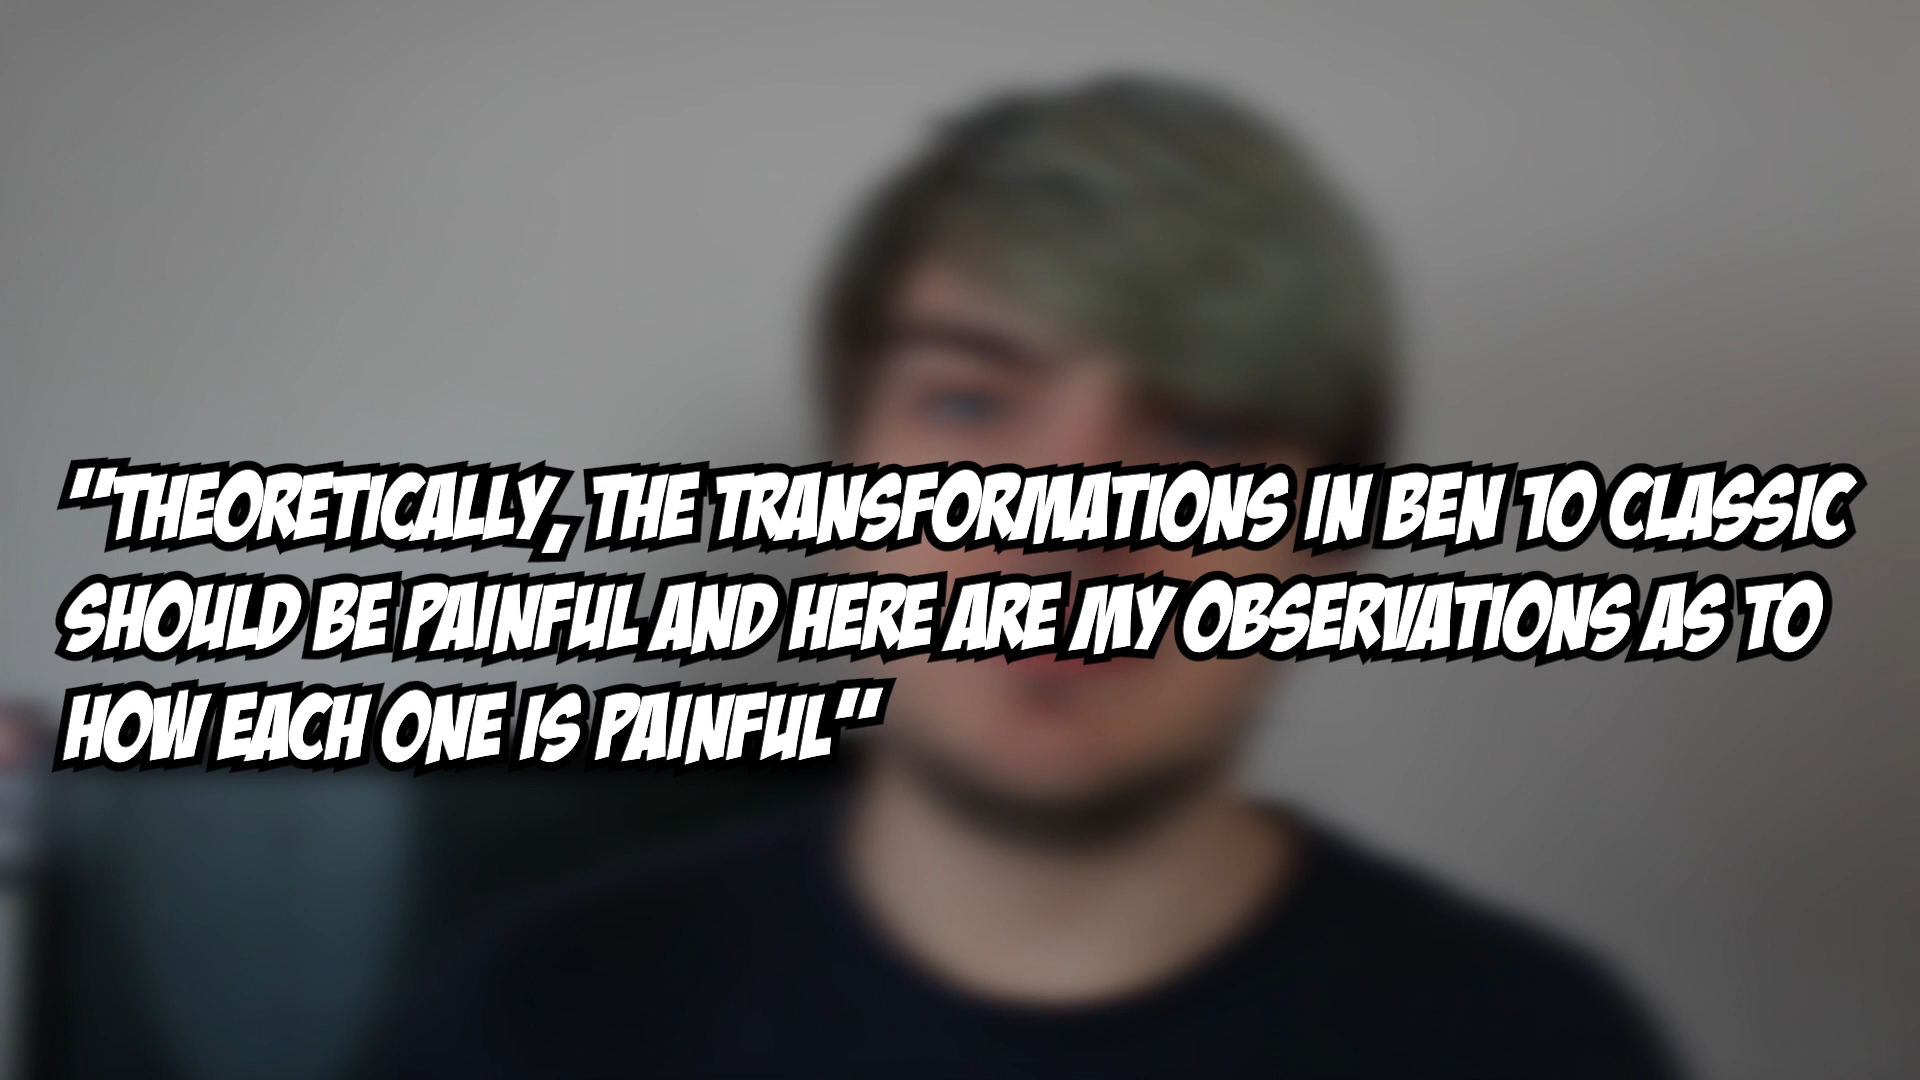 "THEORETICALLY, THE TRANSFORMATIONS IN BEN 10 CLASSIC
SHOULD BE PAINFUL AND HERE ARE MY OBSERVATIONS AS TO
HOW EACH ONE IS PAINFUL"